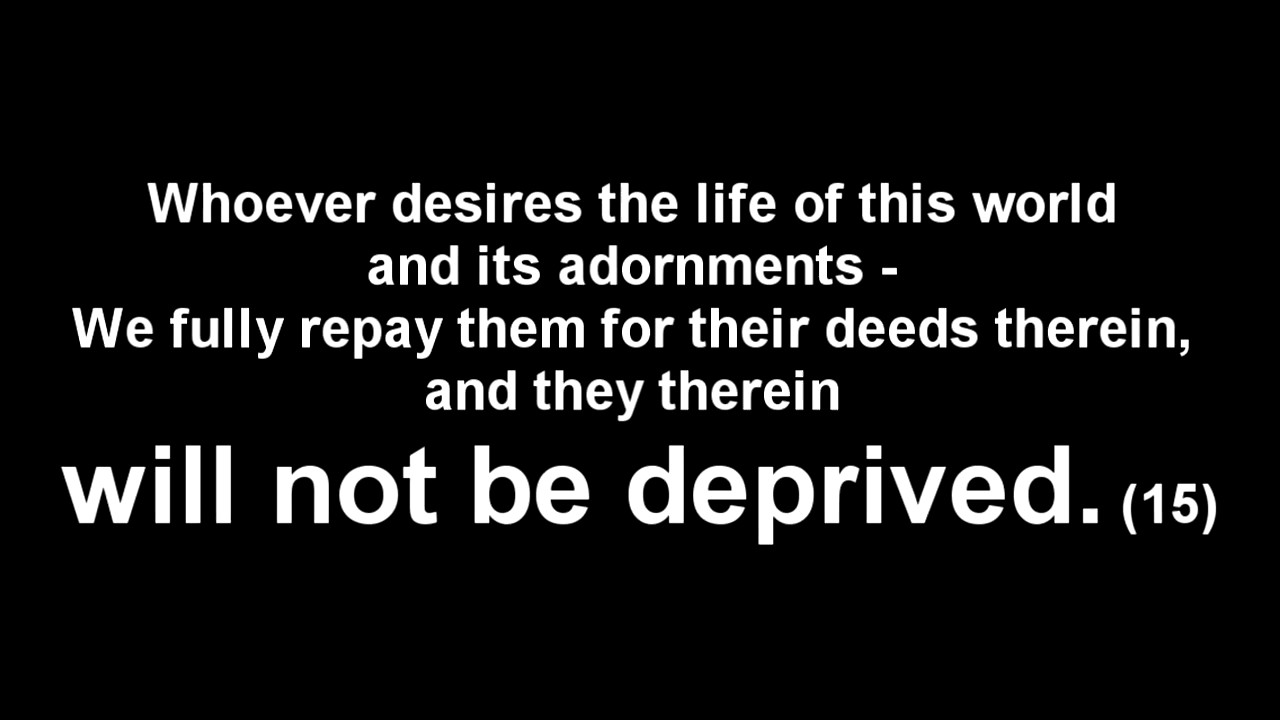 Whoever desires the life of this world
and its adornments -
We fully repay them for their deeds therein,
and they therein
will not be deprived. (15)